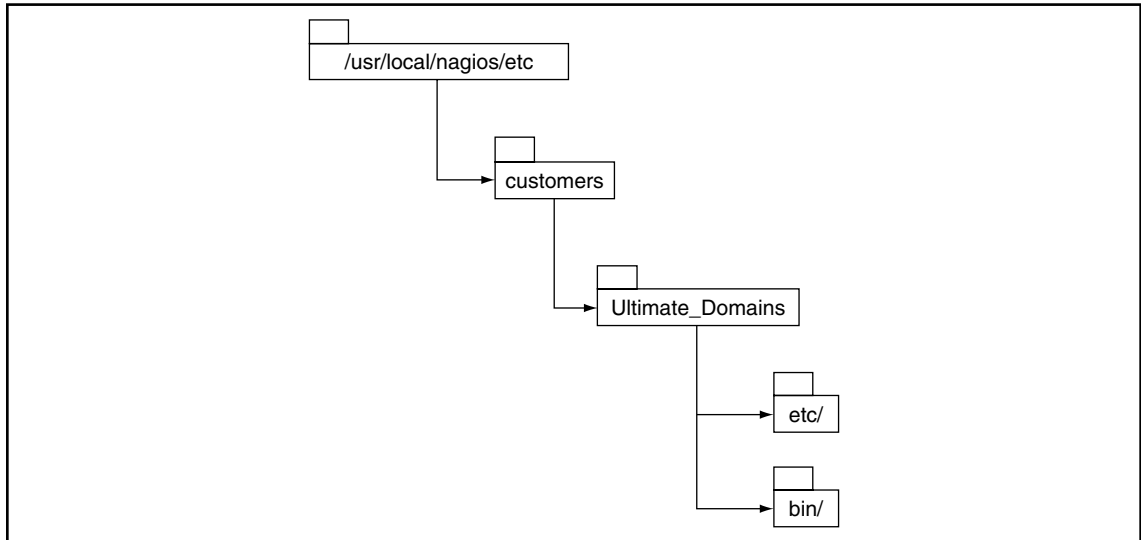 /usr/local/nagios/etc
customers
Ultimate_Domains
etc/
bin/